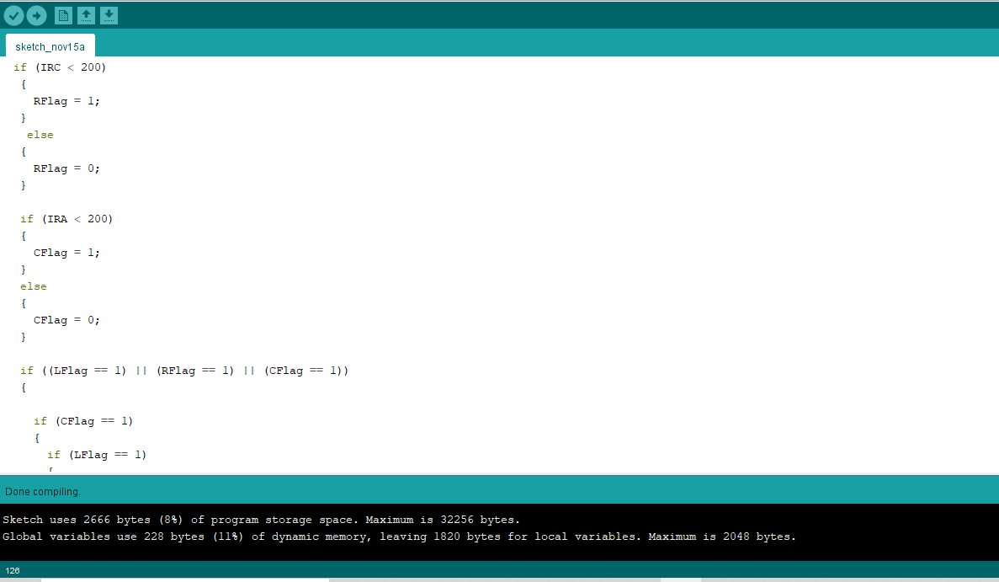 sketch_nov15a
if (IRC < 200)
{
RFlag = 1;
}
else
{
RFlag = 0;
}
if (IRA < 200)
{
CFlag = 1;
}
else
{
CFlag = 0;
}
if ((LFlag == 1) || (RFlag == 1) || (CFlag == 1))
{
if (CFlag == 1)
{
if (LFlag == 1)
{
Done compiling.
Sketch uses 2666 bytes (8%) of program storage space. Maximum is 32256 bytes.
Global variables use 228 bytes (11%) of dynamic memory, leaving 1820 bytes for local variables. Maximum is 2048 bytes.
126